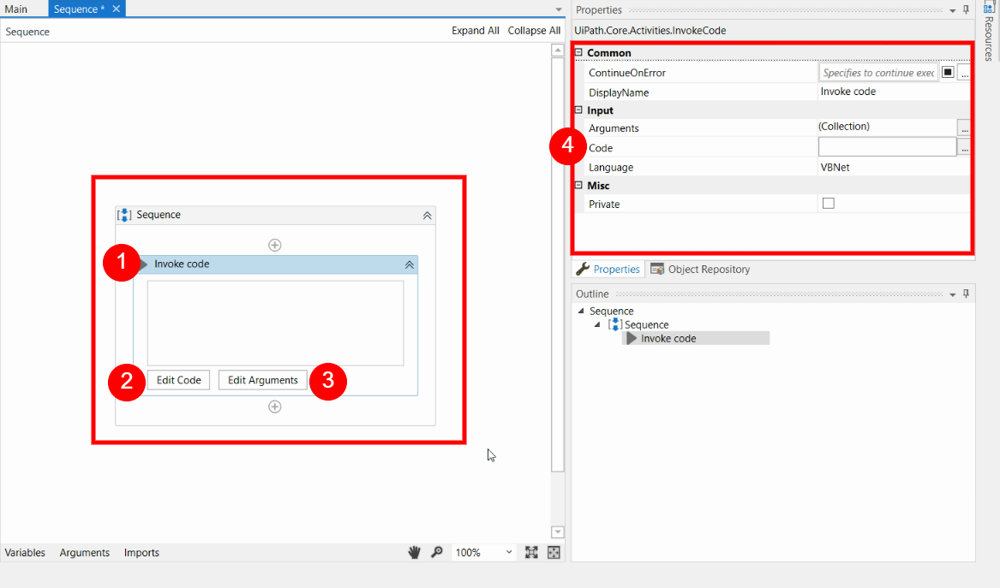 Main
Sequence *
Sequence
Expand All
Collapse All
Sequence
1
Invoke code
2
Edit Code
Edit Arguments
3
Variables
Arguments
Imports
100%
Properties
UiPath.Core.Activities.InvokeCode
Common
ContinueOnError
Specifies to continue exec
...
DisplayName
Invoke code
Input
Arguments
(Collection)
...
4
Code
...
Language
VBNet
Misc
Private
Properties
Object Repository
Outline
Sequence
Sequence
Invoke code
Resources